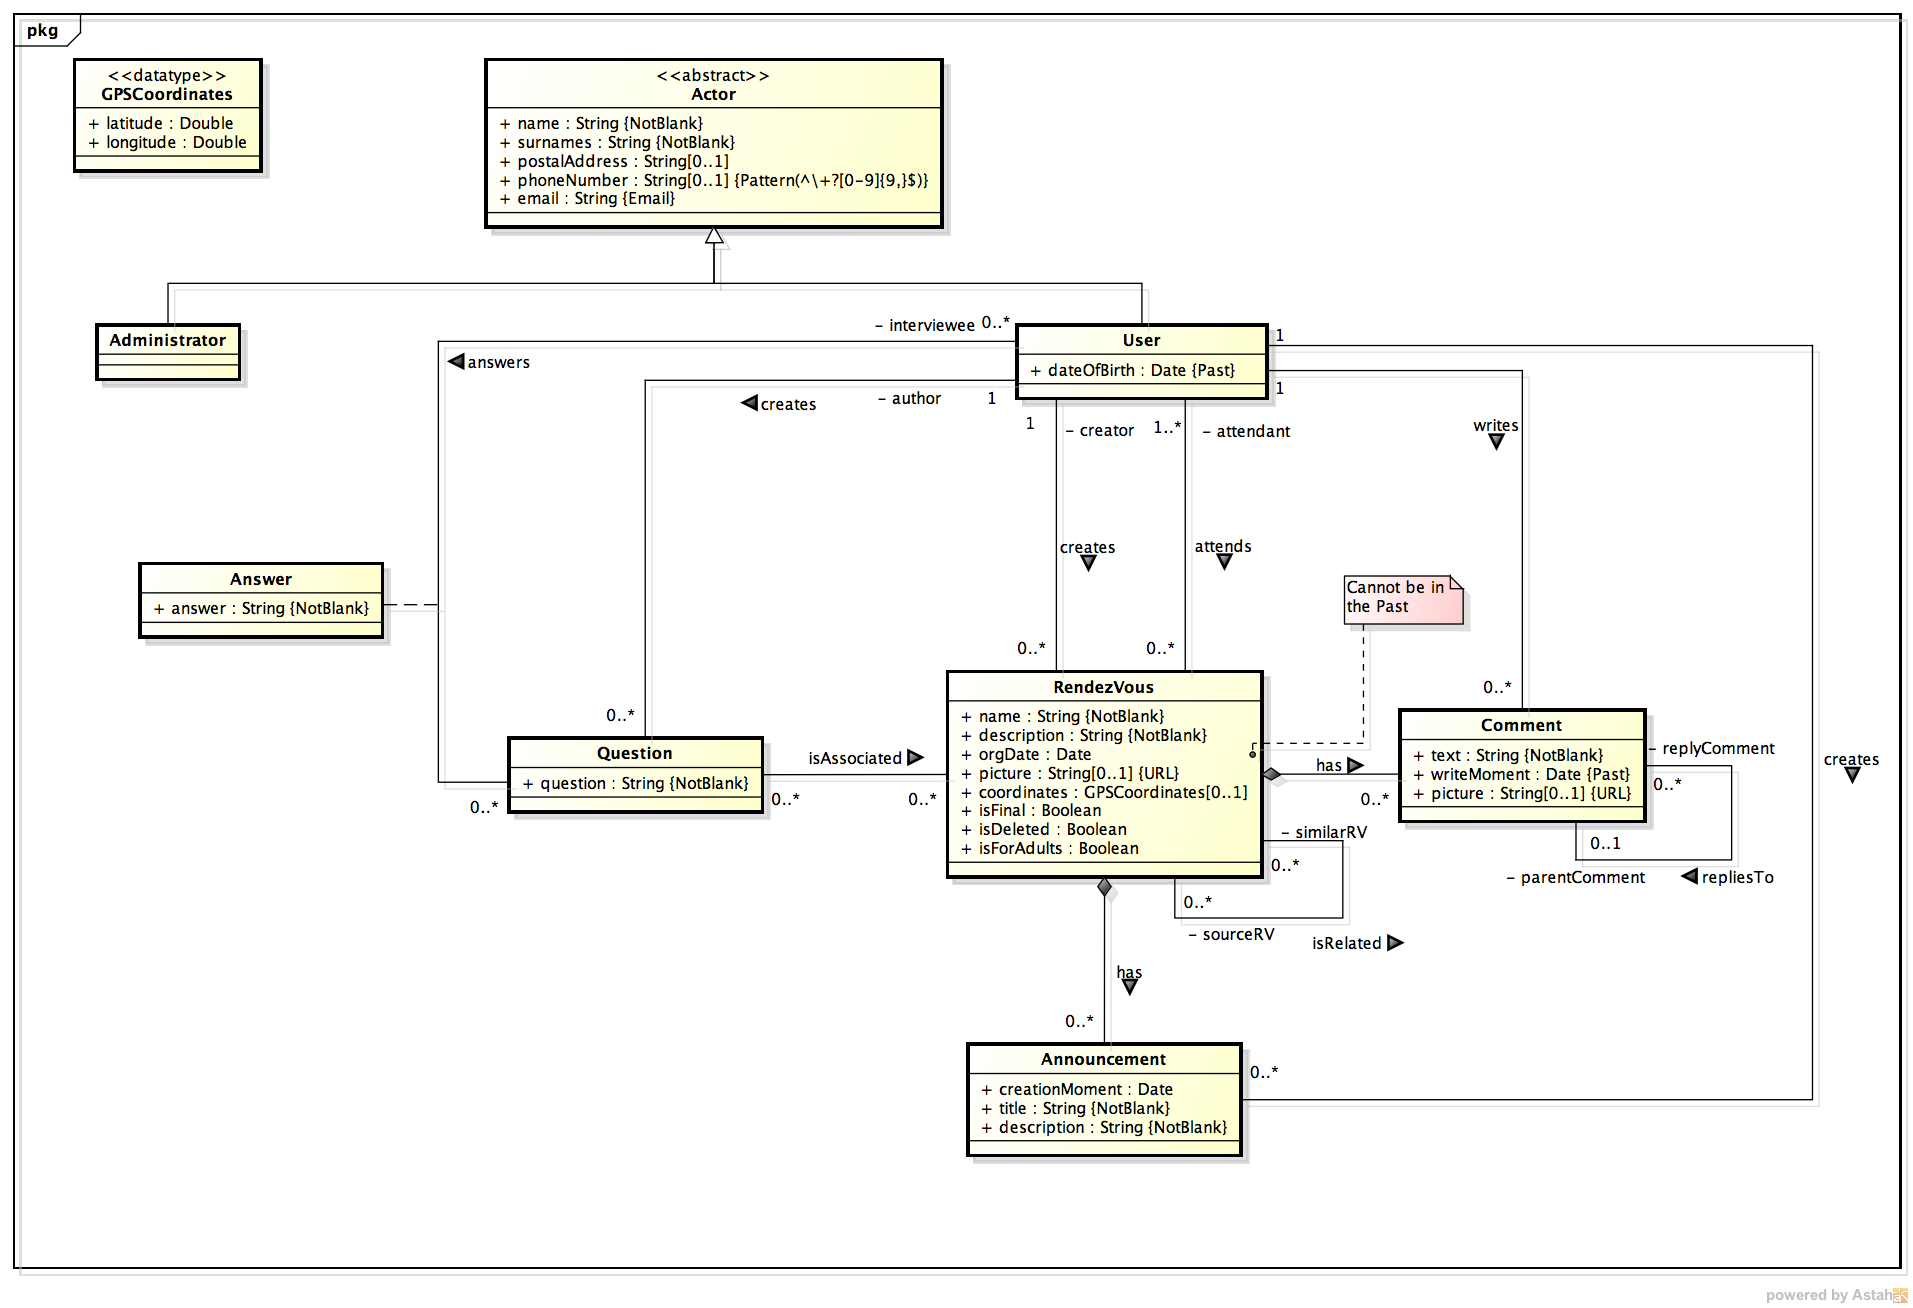 pkg
<<datatype>>
GPSCoordinates
+ latitude : Double
+ longitude : Double
<<abstract>>
Actor
+ name : String {NotBlank}
+ surnames : String {NotBlank}
+ postalAddress : String[0..1]
+ phoneNumber : String[0..1] {Pattern(^\+?[0-9]{9,}$)}
+ email : String {Email}
Administrator
- interviewee 0..*
User
+ dateOfBirth : Date {Past}
1
1
answers
creates
- author
1
1
- creator
1..*
- attendant
writes
creates
attends
Answer
+ answer : String {NotBlank}
Cannot be in
the Past
0..*
0..*
0..*
0..*
Question
+ question : String {NotBlank}
0..*
isAssociated
0..*
0..*
RendezVous
+ name : String {NotBlank}
+ description : String {NotBlank}
+ orgDate : Date
+ picture : String[0..1] {URL}
+ coordinates : GPSCoordinates[0..1]
+ isFinal : Boolean
+ isDeleted : Boolean
+ isForAdults : Boolean
has
0..*
Comment
+ text : String {NotBlank}
+ writeMoment : Date {Past}
+ picture : String[0..1] {URL}
- replyComment
0..*
0..1
- parentComment
repliesTo
creates
- similarRV
0..*
0..*
- sourceRV
isRelated
has
0..*
Announcement
+ creationMoment : Date
+ title : String {NotBlank}
+ description : String {NotBlank}
0..*
powered by Astah